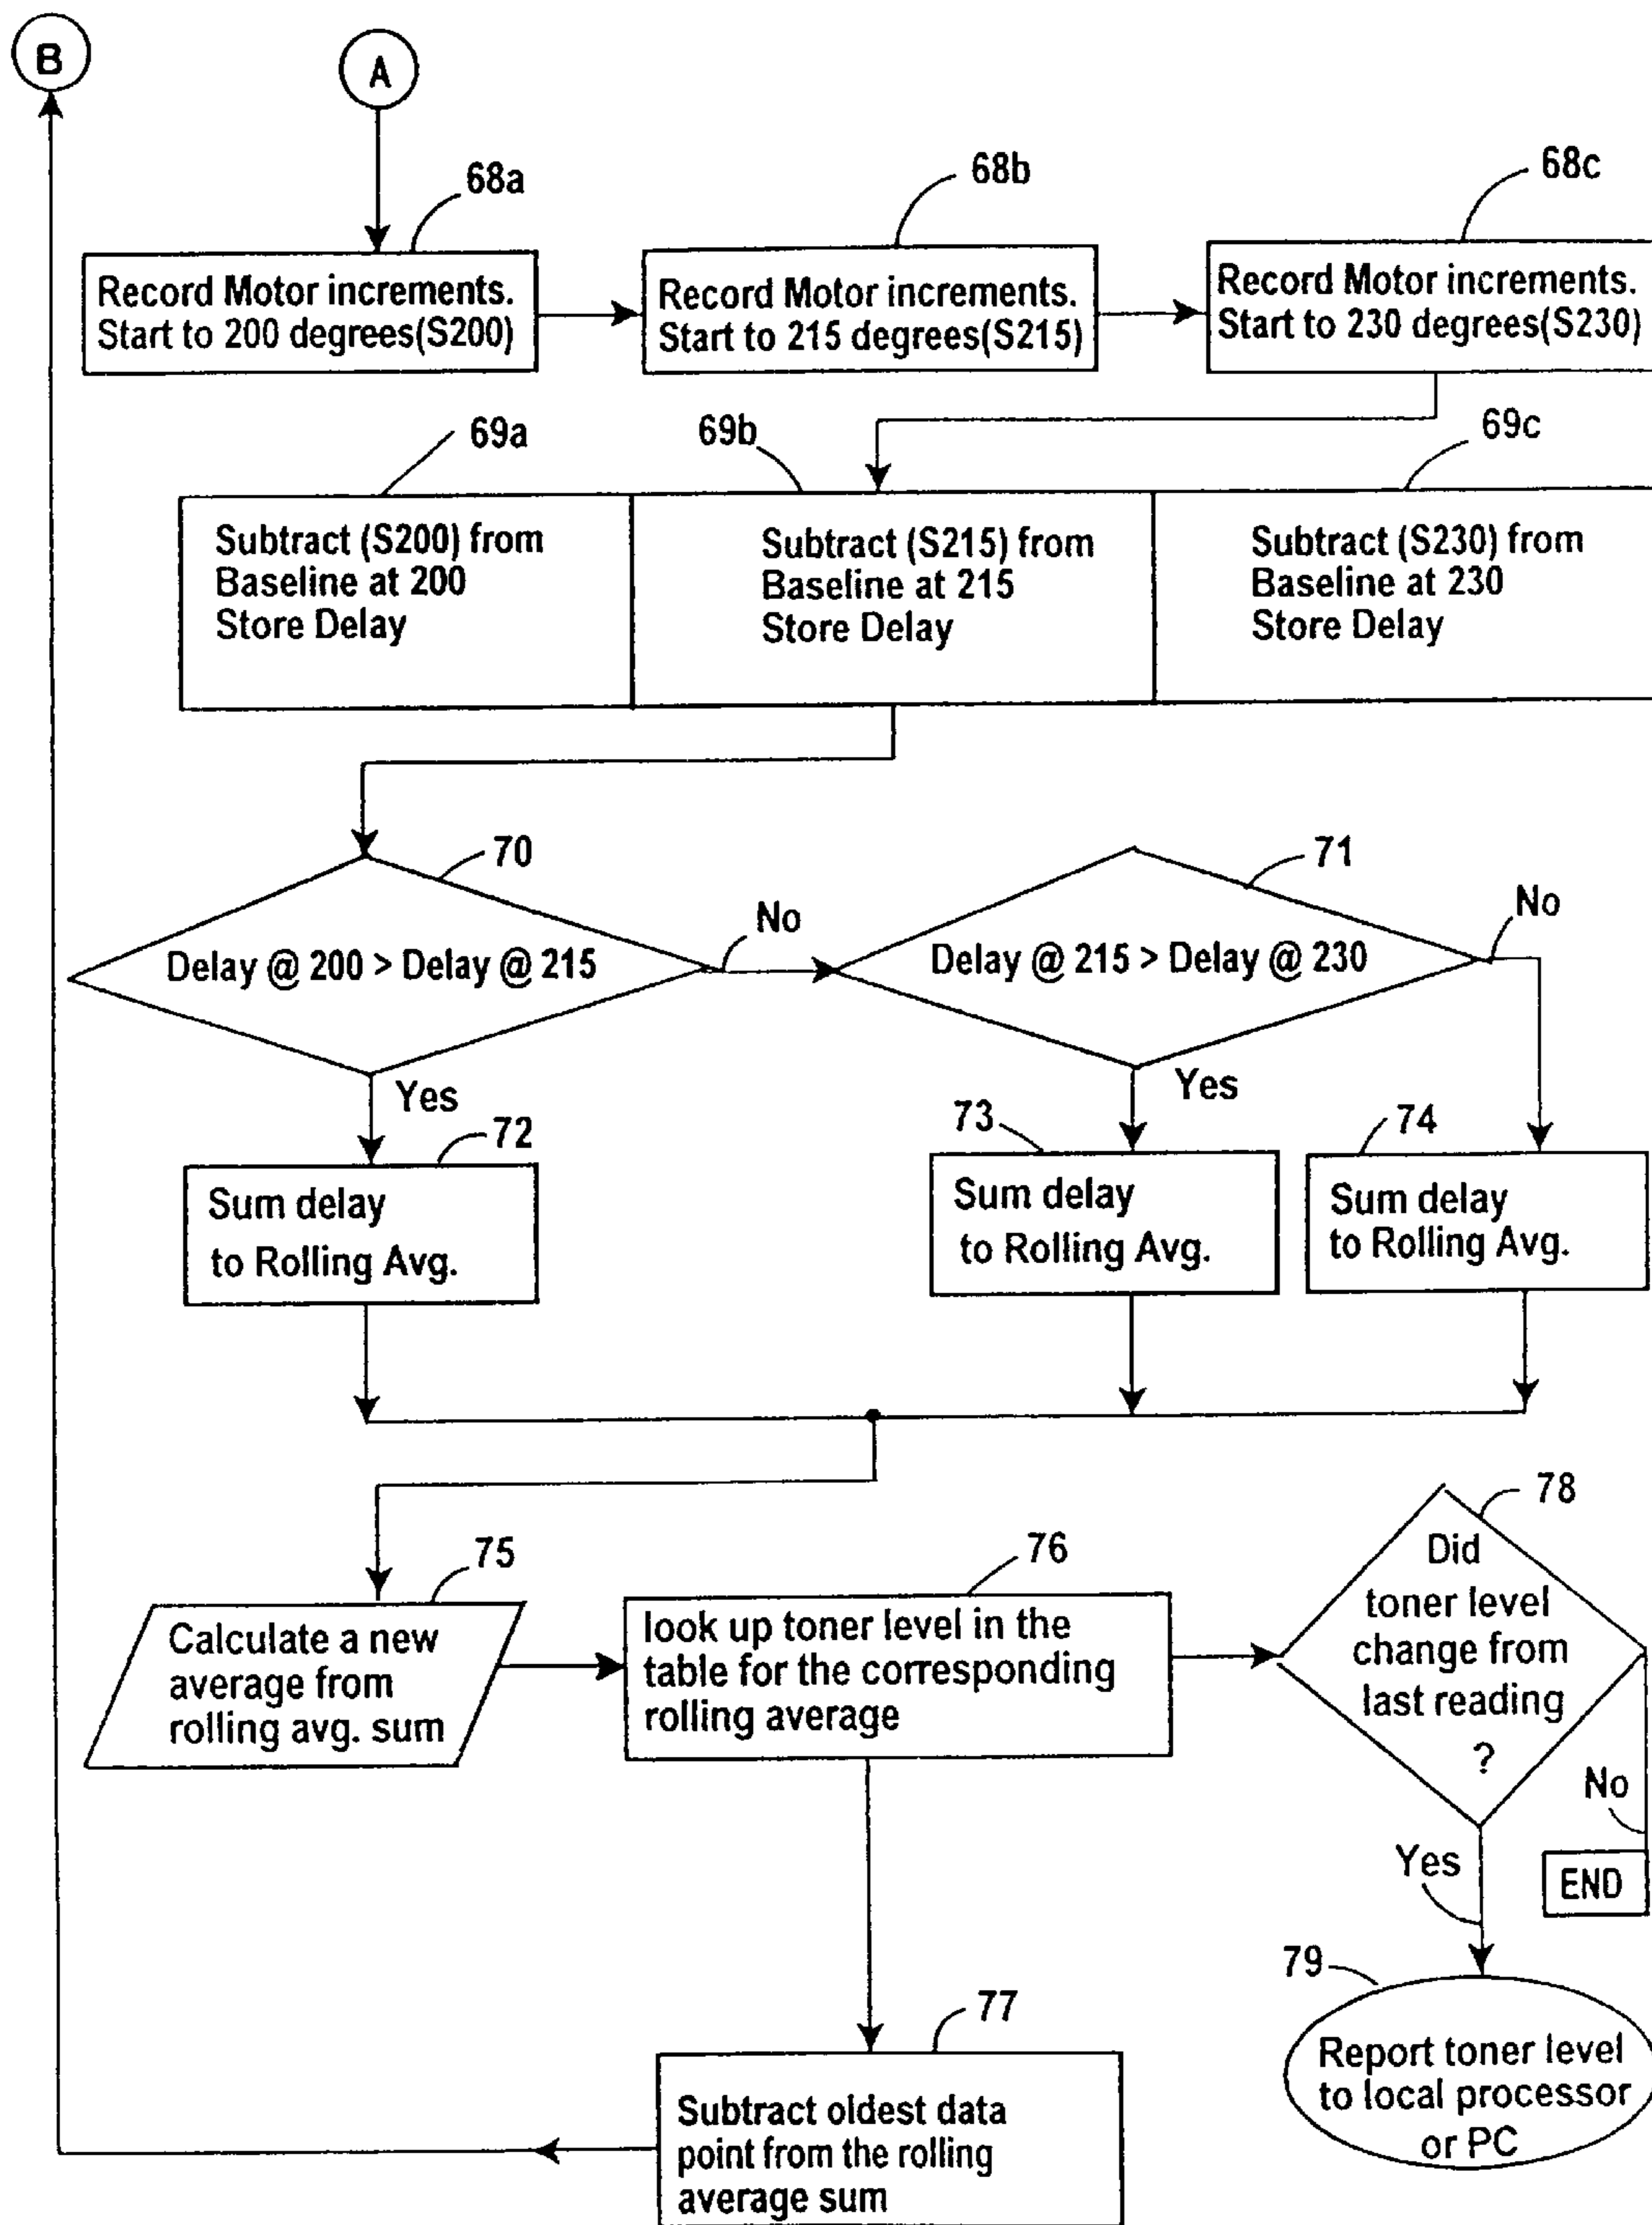 B
A
68a
68b
68c
Record Motor increments.
Start to 200 degrees(S200)
Record Motor increments.
Start to 215 degrees(S215)
Record Motor increments.
Start to 230 degrees(S230)
69a
69b
69c
Subtract (S200) from
Baseline at 200
Store Delay
Subtract (S215) from
Baseline at 215
Store Delay
Subtract (S230) from
Baseline at 230
Store Delay
70
Delay @ 200 > Delay @ 215
No
71
Delay @ 215 > Delay @ 230
No
Yes
Yes
72
Sum delay
to Rolling Avg.
73
Sum delay
to Rolling Avg.
74
Sum delay
to Rolling Avg.
75
Calculate a new
average from
rolling avg. sum
76
look up toner level in the
table for the corresponding
rolling average
78
Did
toner level
change from
last reading
?
No
END
Yes
79
Report toner level
to local processor
or PC
77
Subtract oldest data
point from the rolling
average sum